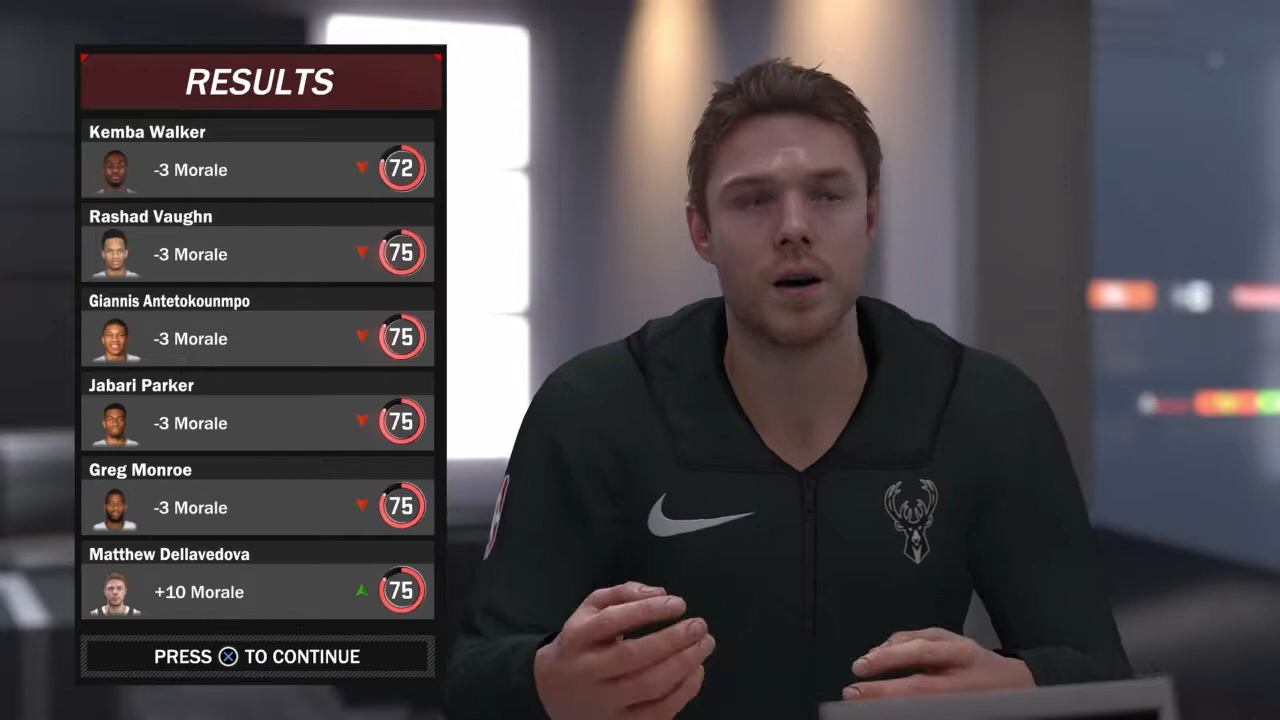 RESULTS
Kemba Walker
-3 Morale
72
Rashad Vaughn
-3 Morale
75
Giannis Antetokounmpo
-3 Morale
75
Jabari Parker
-3 Morale
75
Greg Monroe
-3 Morale
75
Matthew Dellavedova
+10 Morale
75
PRESS TO CONTINUE